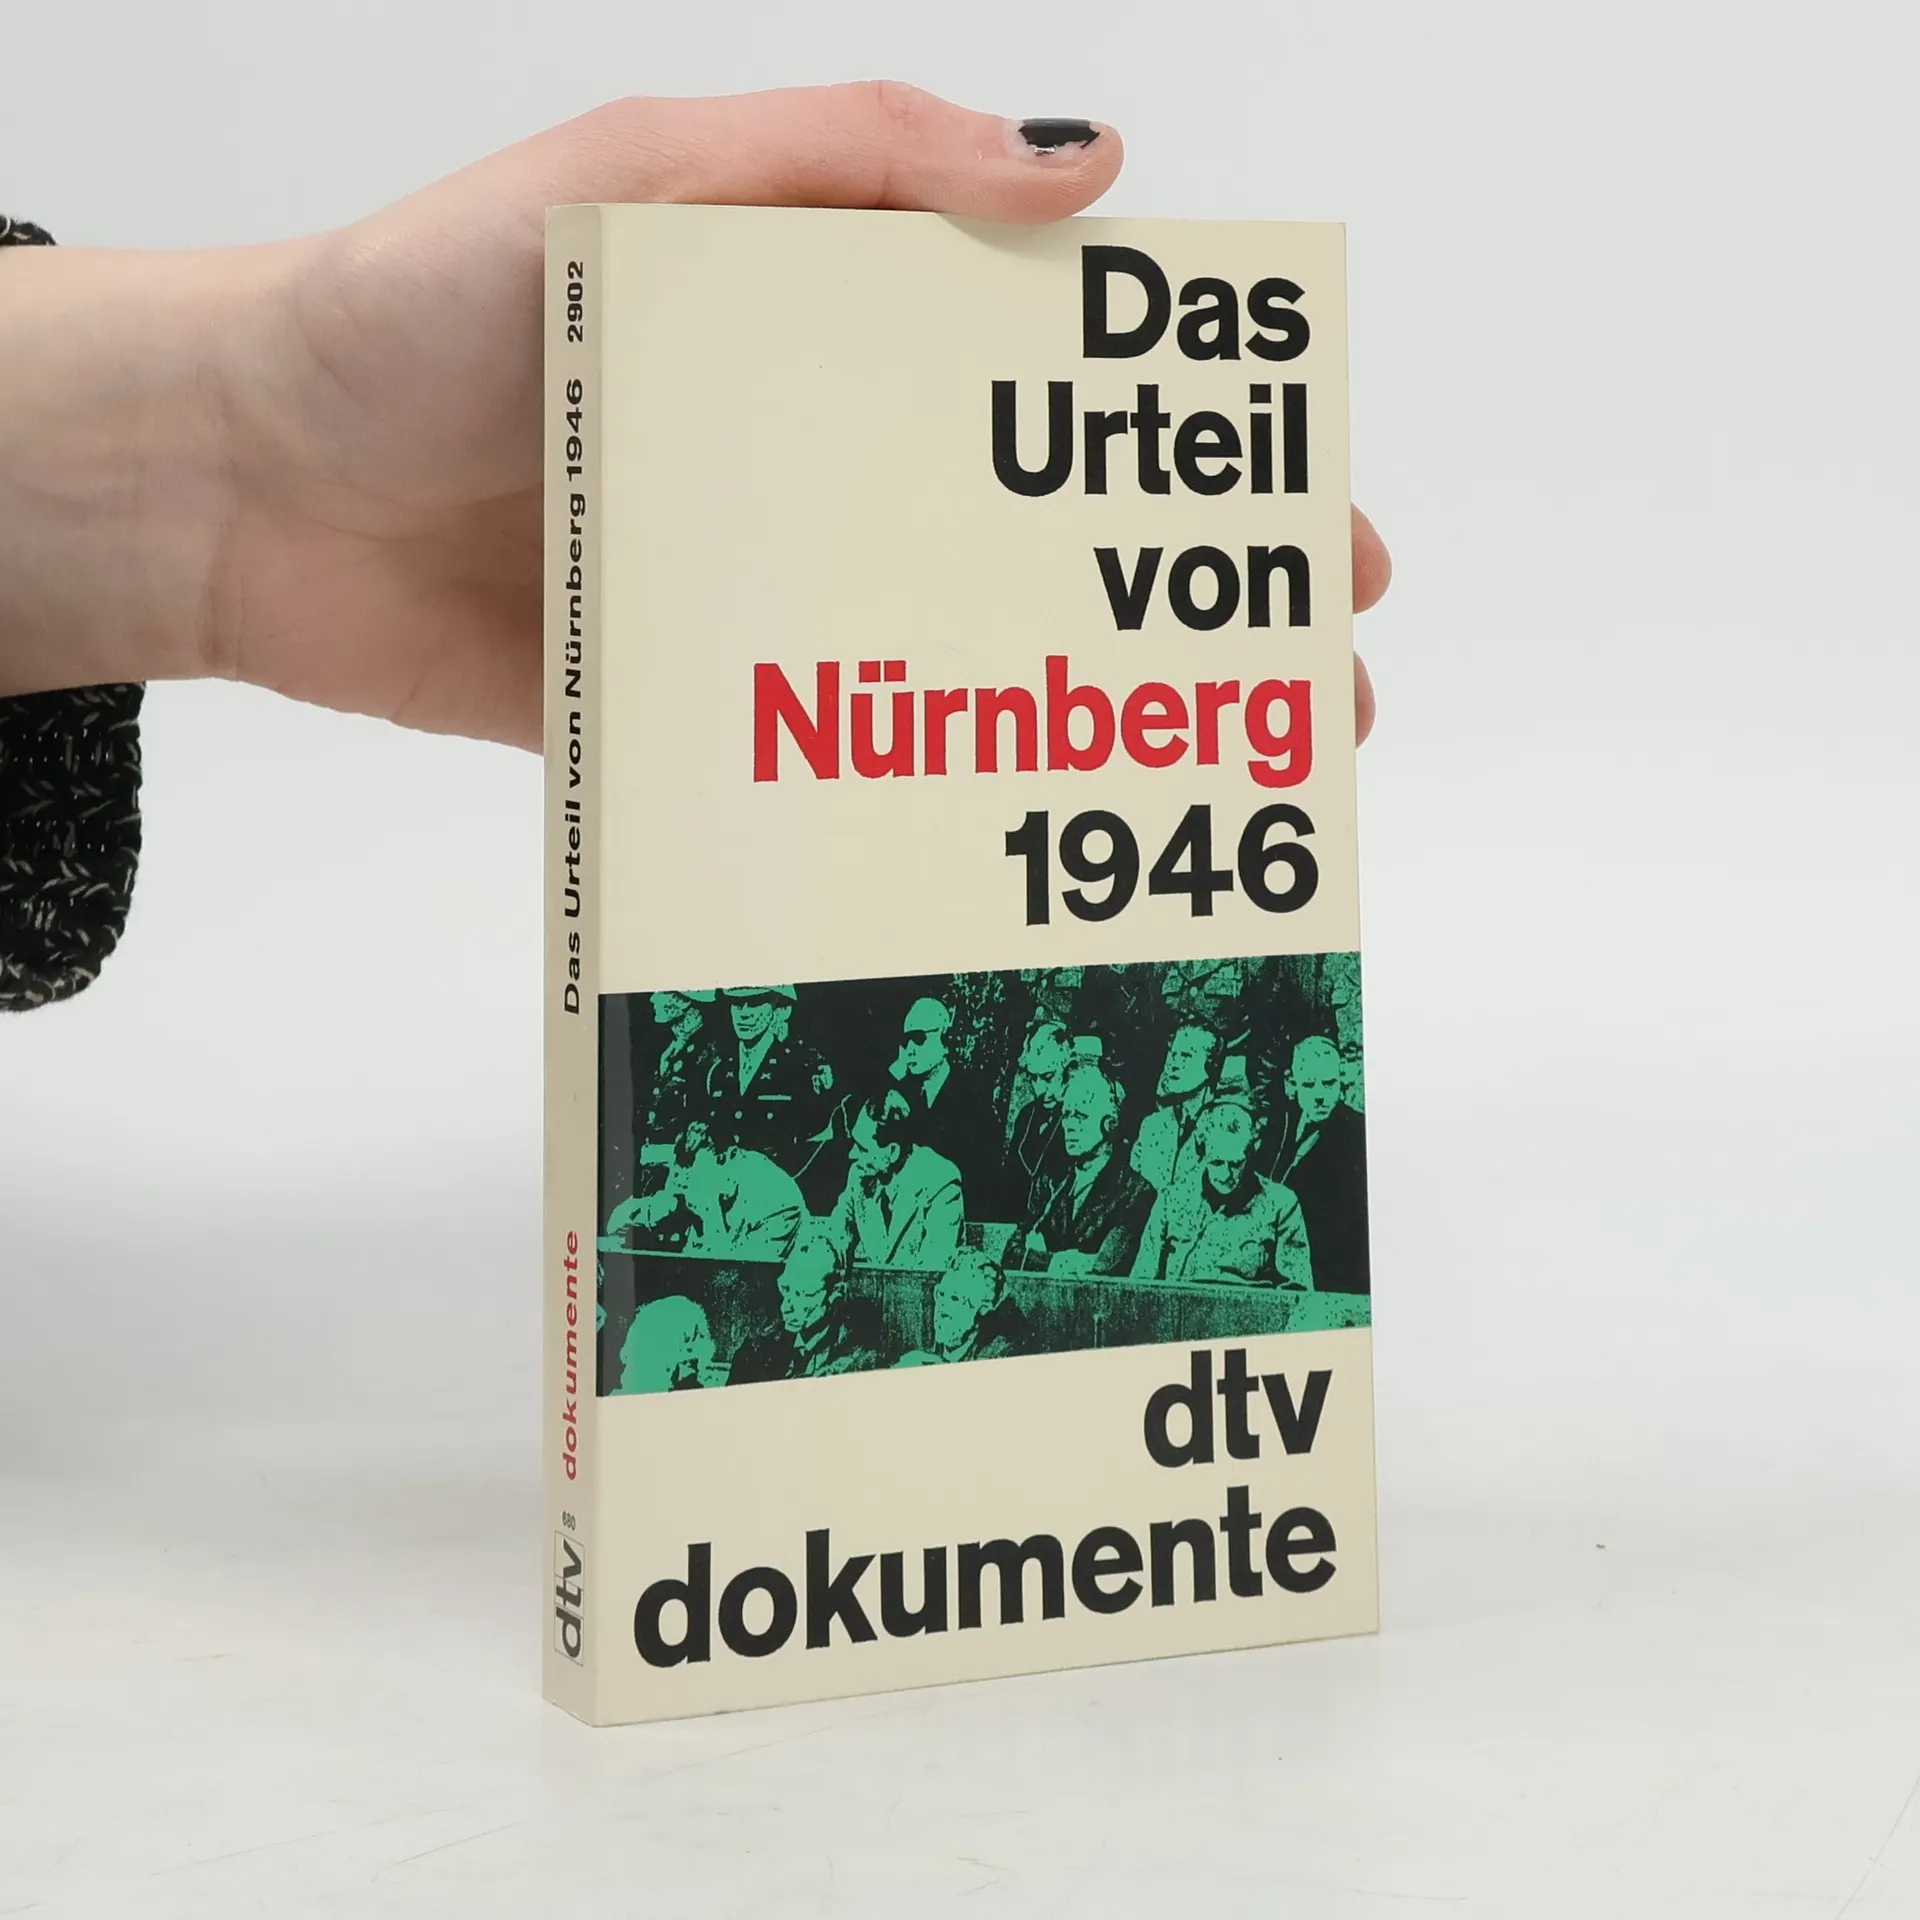 Das
Urteil
von
Nürnberg
1946
dtv
dokumente
Das Urteil von Nürnberg 1946 2902
dokumente
680
dtv